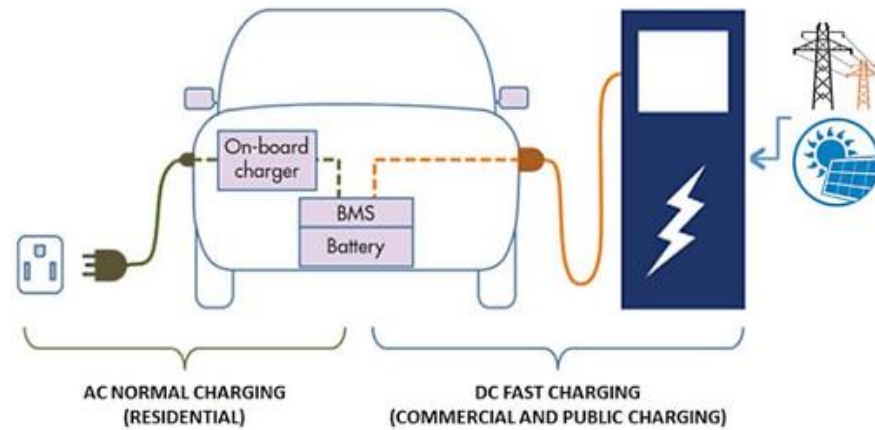 On-board
charger
BMS
Battery
AC NORMAL CHARGING
(RESIDENTIAL)
DC FAST CHARGING
(COMMERCIAL AND PUBLIC CHARGING)